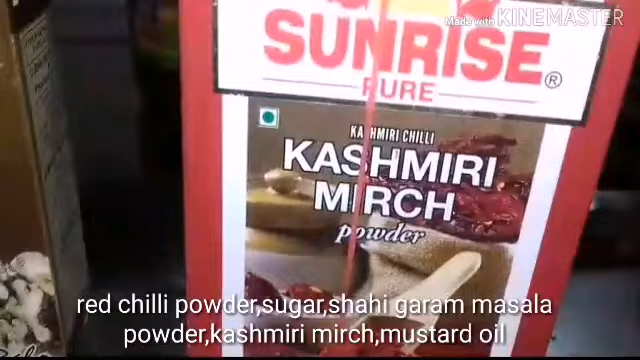 Made with KINEMASTER
SUNRISE®
PURE
KASHMIRI CHILLI
KASHMIRI
MIRCH
powder
red chilli powder,sugar,shahi garam masala
powder,kashmiri mirch,mustard oil